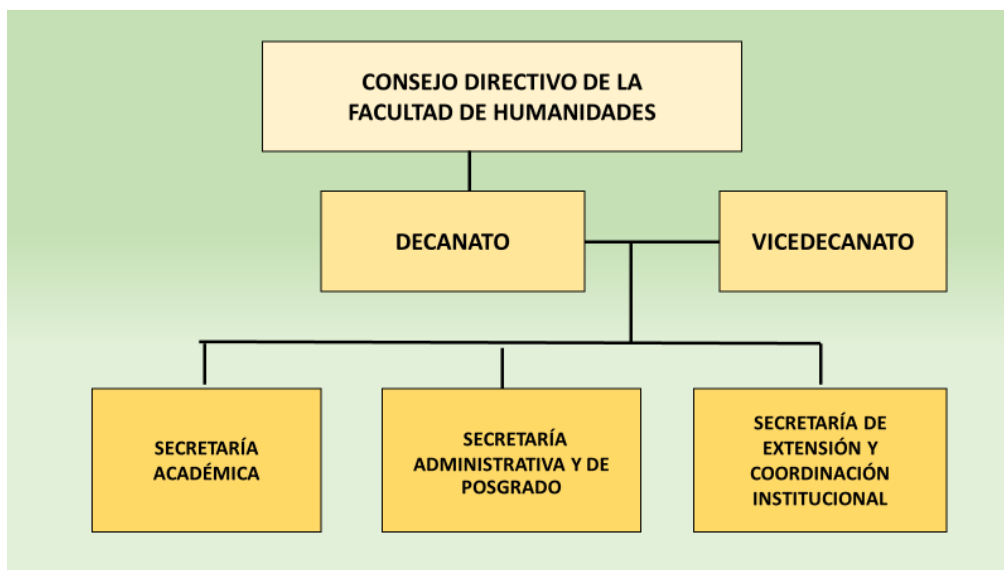 CONSEJO DIRECTIVO DE LA
FACULTAD DE HUMANIDADES
DECANATO
VICEDECANATO
SECRETARÍA
ACADÉMICA
SECRETARÍA
ADMINISTRATIVA Y DE
POSGRADO
SECRETARÍA DE
EXTENSIÓN Y
COORDINACIÓN
INSTITUCIONAL